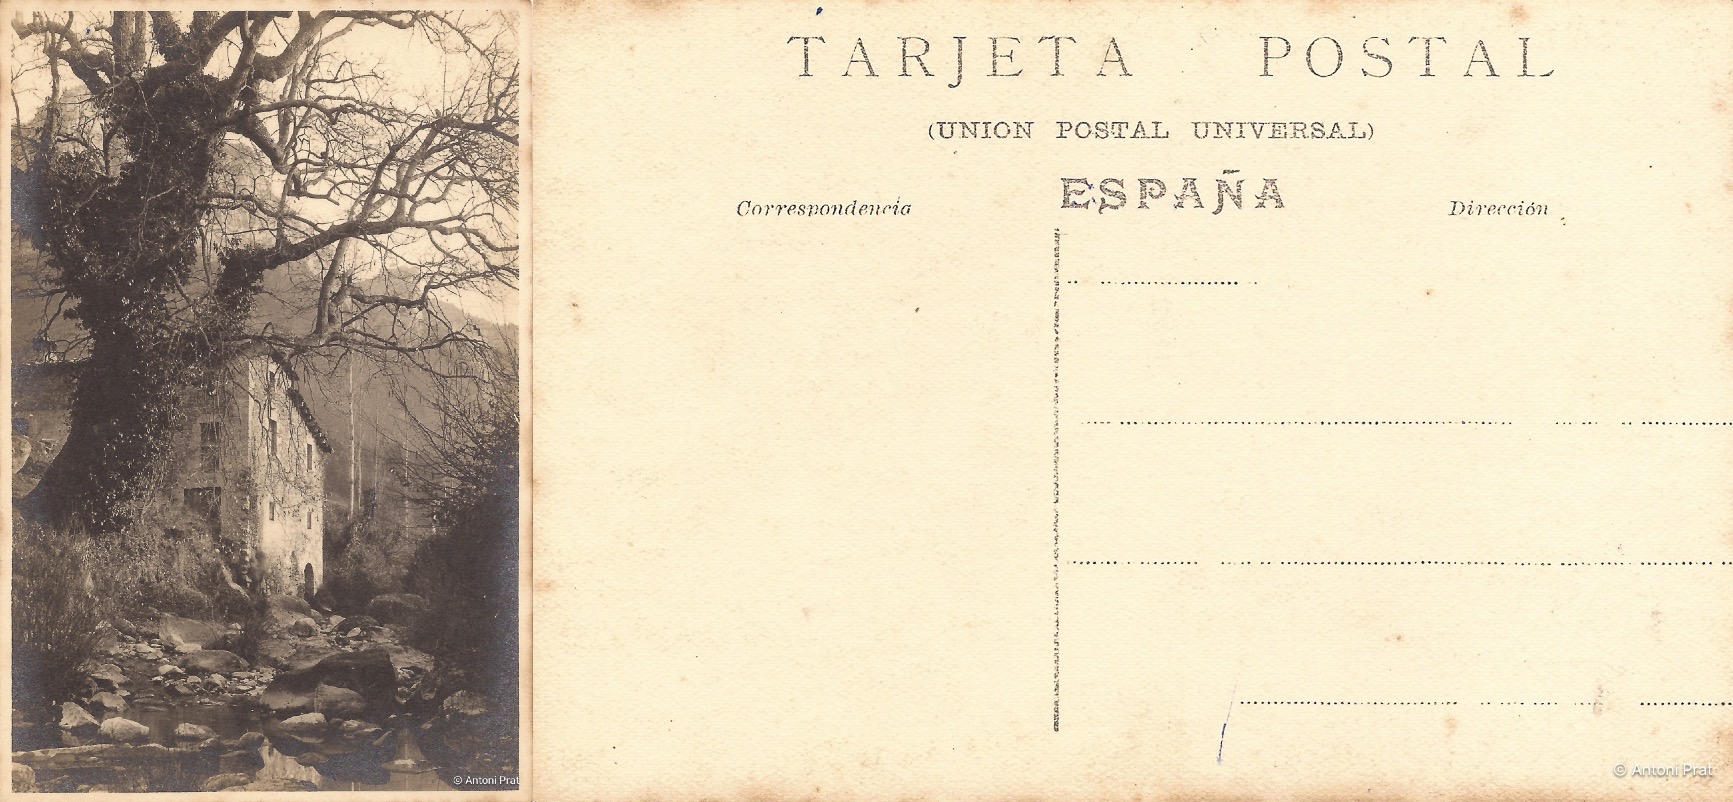 TARJETA POSTAL
(UNION POSTAL UNIVERSAL)
ESPAÑA
Correspondencia
Dirección
© Antoni Prat
© Antoni Prat